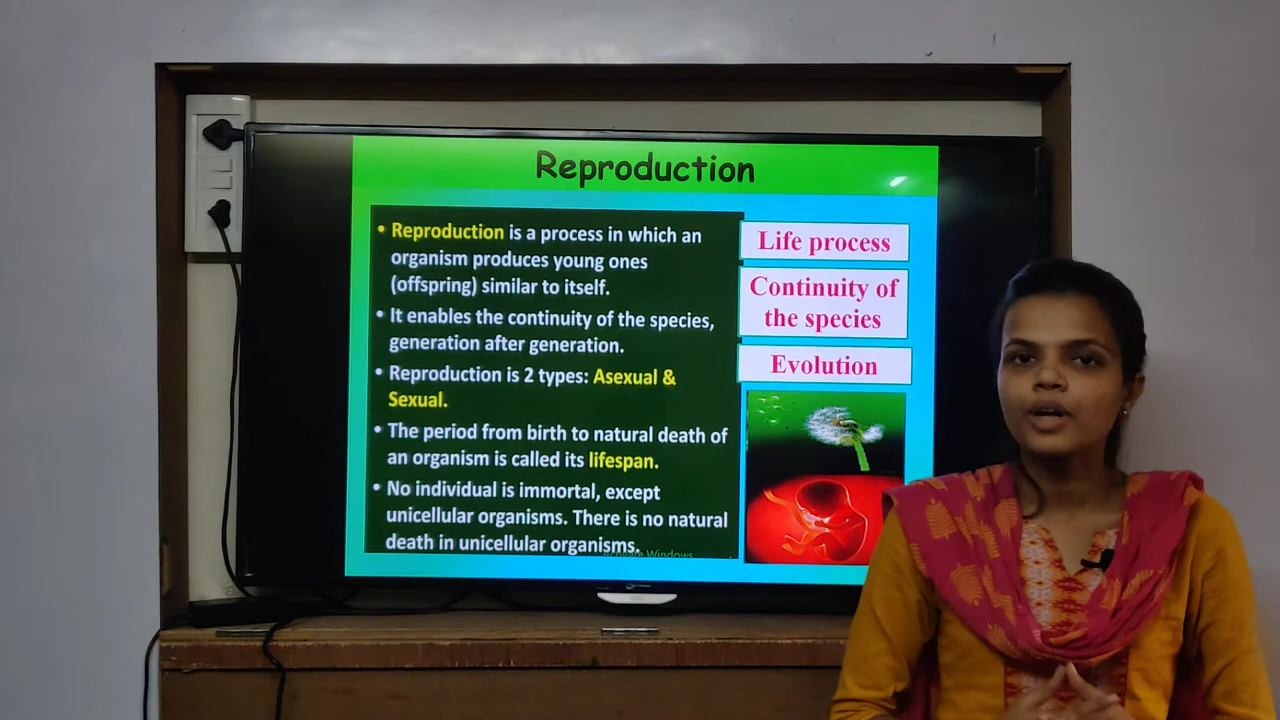 Reproduction
• Reproduction is a process in which an
organism produces young ones
(offspring) similar to itself.
• It enables the continuity of the species,
generation after generation.
• Reproduction is 2 types: Asexual &
Sexual.
• The period from birth to natural death of
an organism is called its lifespan.
• No individual is immortal, except
unicellular organisms. There is no natural
death in unicellular organisms.
Life process
Continuity of
the species
Evolution
Windows